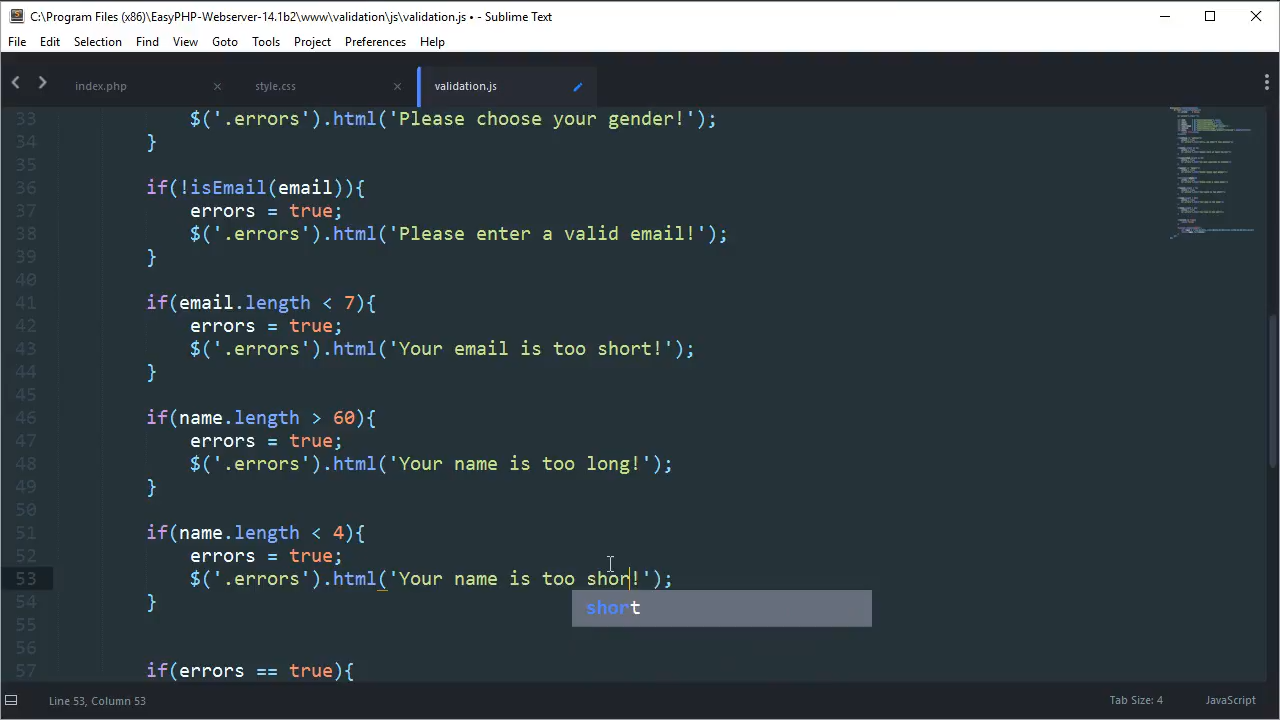 C:\Program Files (x86)\EasyPHP-Webserver-14.1b2\www\validation\js\validation.js • - Sublime Text
File Edit Selection Find View Goto Tools Project Preferences Help
index.php style.css validation.js
33 $('.errors').html('Please choose your gender!');
34 }
35
36 if(!isEmail(email)){
37 errors = true;
38 $('.errors').html('Please enter a valid email!');
39 }
40
41 if(email.length < 7){
42 errors = true;
43 $('.errors').html('Your email is too short!');
44 }
45
46 if(name.length > 60){
47 errors = true;
48 $('.errors').html('Your name is too long!');
49 }
50
51 if(name.length < 4){
52 errors = true;
53 $('.errors').html('Your name is too shor!');
54 }
short
55
56
57 if(errors == true){
Line 53, Column 53 Tab Size: 4 JavaScript